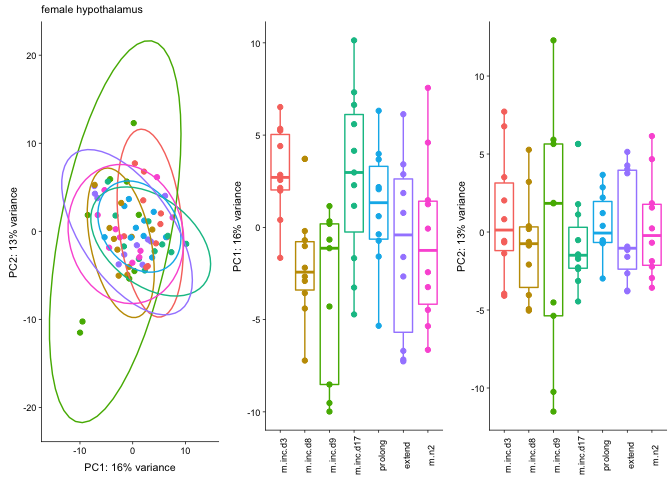 female hypothalamus
PC2: 13% variance
20
10
0
-10
-20
-10
0
10
PC1: 16% variance
PC1: 16% variance
10
5
0
-5
-10
m.inc.d3
m.inc.d8
m.inc.d9
m.inc.d17
prolong
extend
m.n2
PC2: 13% variance
10
5
0
-5
-10
m.inc.d3
m.inc.d8
m.inc.d9
m.inc.d17
prolong
extend
m.n2